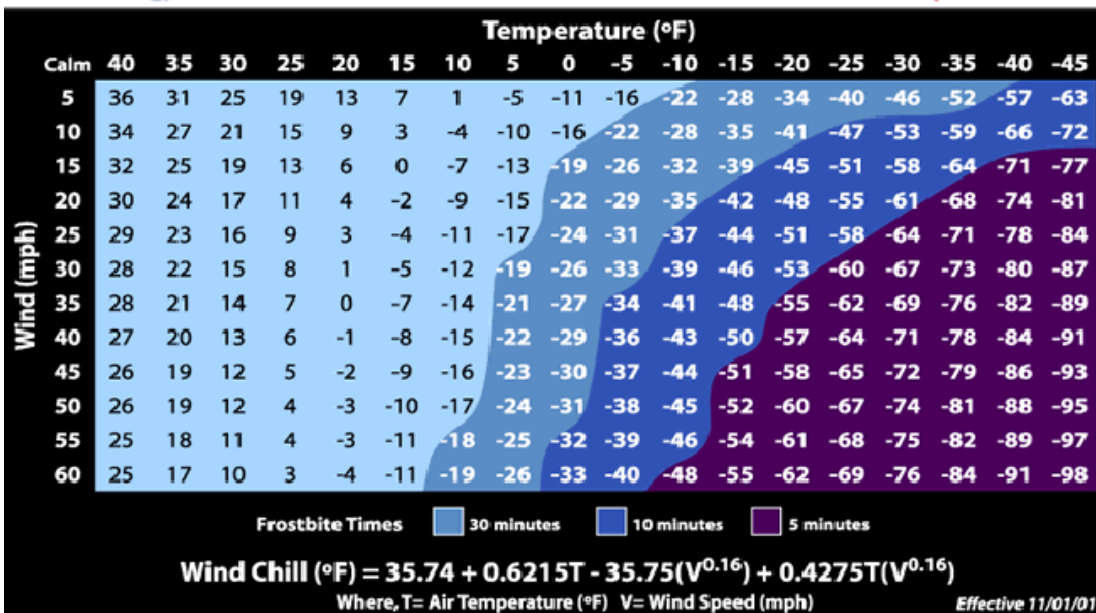 Temperature (ºF)
Calm 40 35 30 25 20 15 10 5 0 -5 -10 -15 -20 -25 -30 -35 -40 -45
5 36 31 25 19 13 7 1 -5 -11 -16 -22 -28 -34 -40 -46 -52 -57 -63
10 34 27 21 15 9 3 -4 -10 -16 -22 -28 -35 -41 -47 -53 -59 -66 -72
15 32 25 19 13 6 0 -7 -13 -19 -26 -32 -39 -45 -51 -58 -64 -71 -77
20 30 24 17 11 4 -2 -9 -15 -22 -29 -35 -42 -48 -55 -61 -68 -74 -81
25 29 23 16 9 3 -4 -11 -17 -24 -31 -37 -44 -51 -58 -64 -71 -78 -84
30 28 22 15 8 1 -5 -12 -19 -26 -33 -39 -46 -53 -60 -67 -73 -80 -87
35 28 21 14 7 0 -7 -14 -21 -27 -34 -41 -48 -55 -62 -69 -76 -82 -89
40 27 20 13 6 -1 -8 -15 -22 -29 -36 -43 -50 -57 -64 -71 -78 -84 -91
45 26 19 12 5 -2 -9 -16 -23 -30 -37 -44 -51 -58 -65 -72 -79 -86 -93
50 26 19 12 4 -3 -10 -17 -24 -31 -38 -45 -52 -60 -67 -74 -81 -88 -95
55 25 18 11 4 -3 -11 -18 -25 -32 -39 -46 -54 -61 -68 -75 -82 -89 -97
60 25 17 10 3 -4 -11 -19 -26 -33 -40 -48 -55 -62 -69 -76 -84 -91 -98
Wind (mph)
Frostbite Times 30 minutes 10 minutes 5 minutes
Wind Chill (ºF) = 35.74 + 0.6215T - 35.75(V^0.16) + 0.4275T(V^0.16)
Where, T= Air Temperature (ºF) V= Wind Speed (mph) Effective 11/01/01